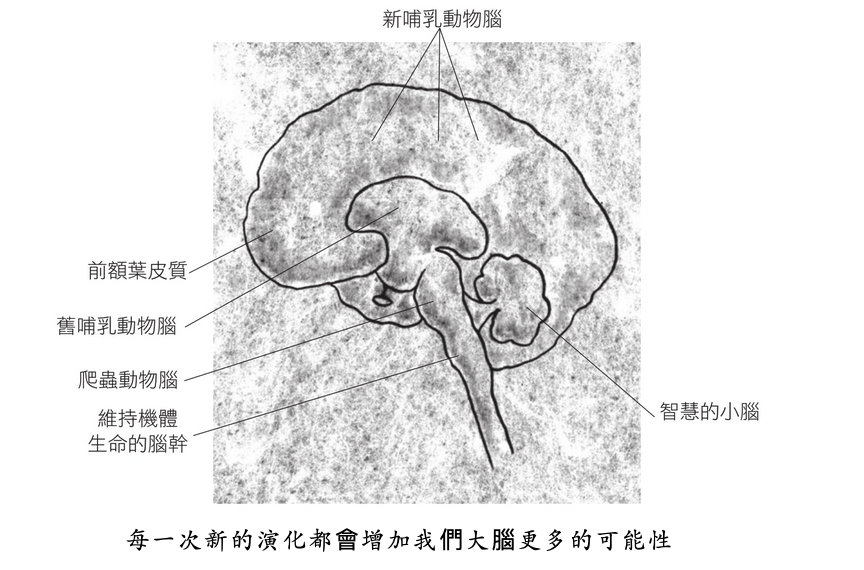 新哺乳動物腦
前額葉皮質
舊哺乳動物腦
爬蟲動物腦
維持機體
生命的腦幹
智慧的小腦
每一次新的演化都會增加我們大腦更多的可能性